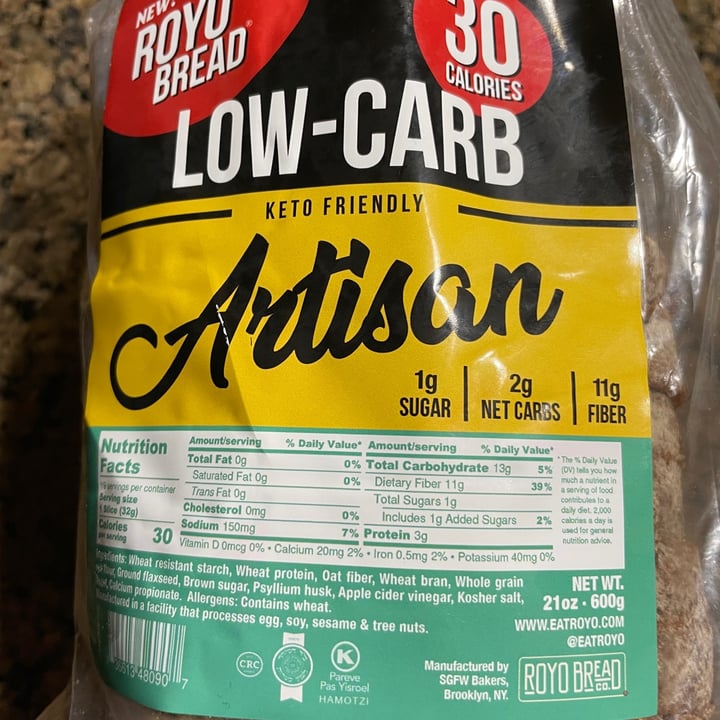 NEW!
ROYO
BREAD
30
CALORIES
LOW-CARB
KETO FRIENDLY
Artisan
1g
SUGAR
2g
NET CARBS
11g
FIBER
Nutrition
Facts
servings per container
Serving size
1 Slice (32g)
Calories
per serving
30
Amount/serving % Daily Value*
Total Fat 0g 0%
Saturated Fat 0g 0%
Trans Fat 0g
Cholesterol 0mg 0%
Sodium 150mg 7%
Amount/serving % Daily Value*
Total Carbohydrate 13g 5%
Dietary Fiber 11g 39%
Total Sugars 1g
Includes 1g Added Sugars 2%
Protein 3g
Vitamin D 0mcg 0% • Calcium 20mg 2% • Iron 0.5mg 2% • Potassium 40mg 0%
*The % Daily Value
(DV) tells you how
much a nutrient in
a serving of food
contributes to a
daily diet. 2,000
calories a day is
used for general
nutrition advice.
Ingredients: Wheat resistant starch, Wheat protein, Oat fiber, Wheat bran, Whole grain
flour, Ground flaxseed, Brown sugar, Psyllium husk, Apple cider vinegar, Kosher salt,
Calcium propionate. Allergens: Contains wheat.
Manufactured in a facility that processes egg, soy, sesame & tree nuts.
NET WT.
21oz • 600g
WWW.EATROYO.COM
@EATROYO
48090 7
CRC
K
Pareve
Pas Yisroel
HAMOTZI
Manufactured by
SGFW Bakers,
Brooklyn, NY.
ROYO BREAD
CO.